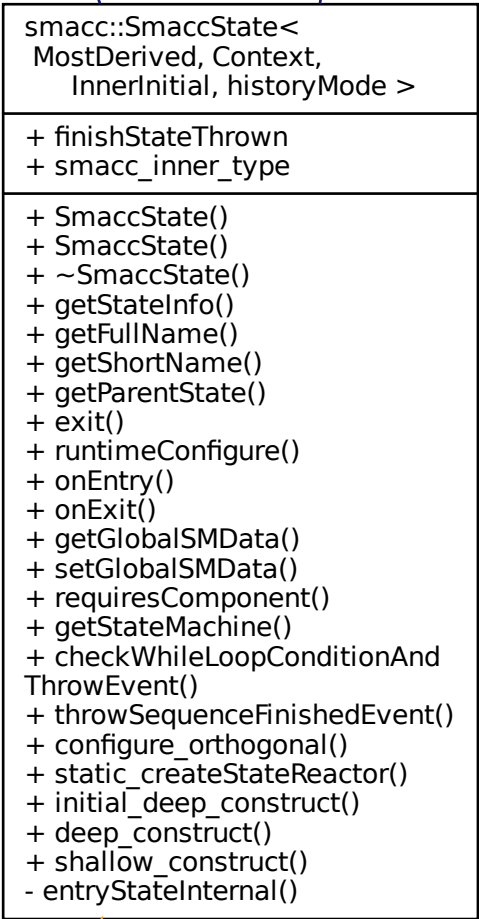 smacc::SmaccState<
MostDerived, Context,
InnerInitial, historyMode >
+ finishStateThrown
+ smacc_inner_type
+ SmaccState()
+ SmaccState()
+ ~SmaccState()
+ getStateInfo()
+ getFullName()
+ getShortName()
+ getParentState()
+ exit()
+ runtimeConfigure()
+ onEntry()
+ onExit()
+ getGlobalSMData()
+ setGlobalSMData()
+ requiresComponent()
+ getStateMachine()
+ checkWhileLoopConditionAnd
ThrowEvent()
+ throwSequenceFinishedEvent()
+ configure_orthogonal()
+ static_createStateReactor()
+ initial_deep_construct()
+ deep_construct()
+ shallow_construct()
- entryStateInternal()